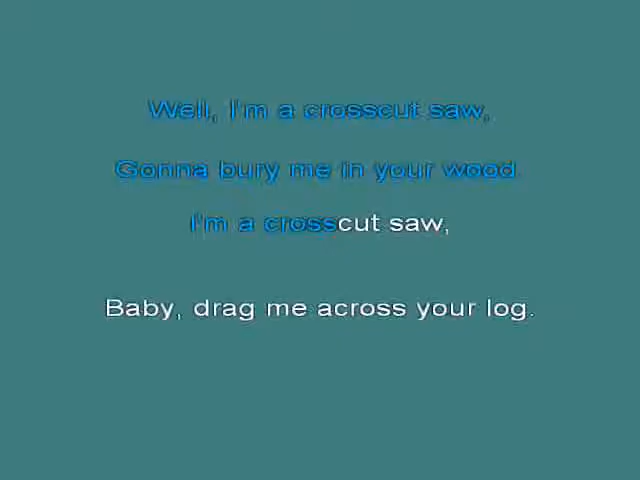 Well, I'm a crosscut saw,
Gonna bury me in your wood.
I'm a crosscut saw,
Baby, drag me across your log.